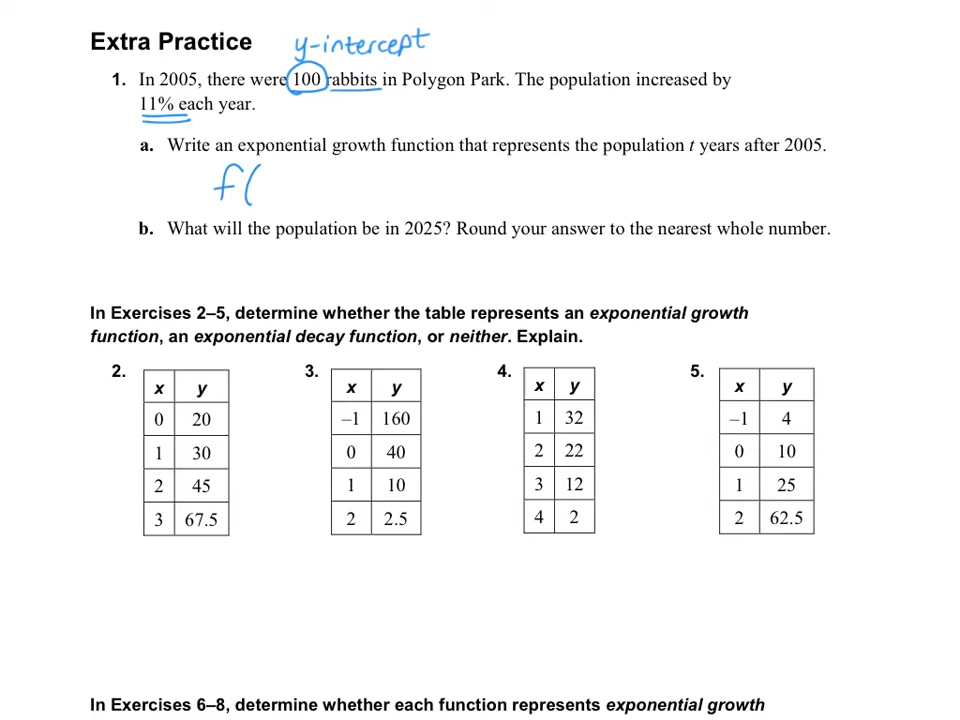 Extra Practice
y-intercept
1. In 2005, there were 100 rabbits in Polygon Park. The population increased by
11% each year.
a. Write an exponential growth function that represents the population t years after 2005.
f(
b. What will the population be in 2025? Round your answer to the nearest whole number.
In Exercises 2–5, determine whether the table represents an exponential growth
function, an exponential decay function, or neither. Explain.
2.
x y
0 20
1 30
2 45
3 67.5
3.
x y
–1 160
0 40
1 10
2 2.5
4.
x y
1 32
2 22
3 12
4 2
5.
x y
–1 4
0 10
1 25
2 62.5
In Exercises 6–8, determine whether each function represents exponential growth